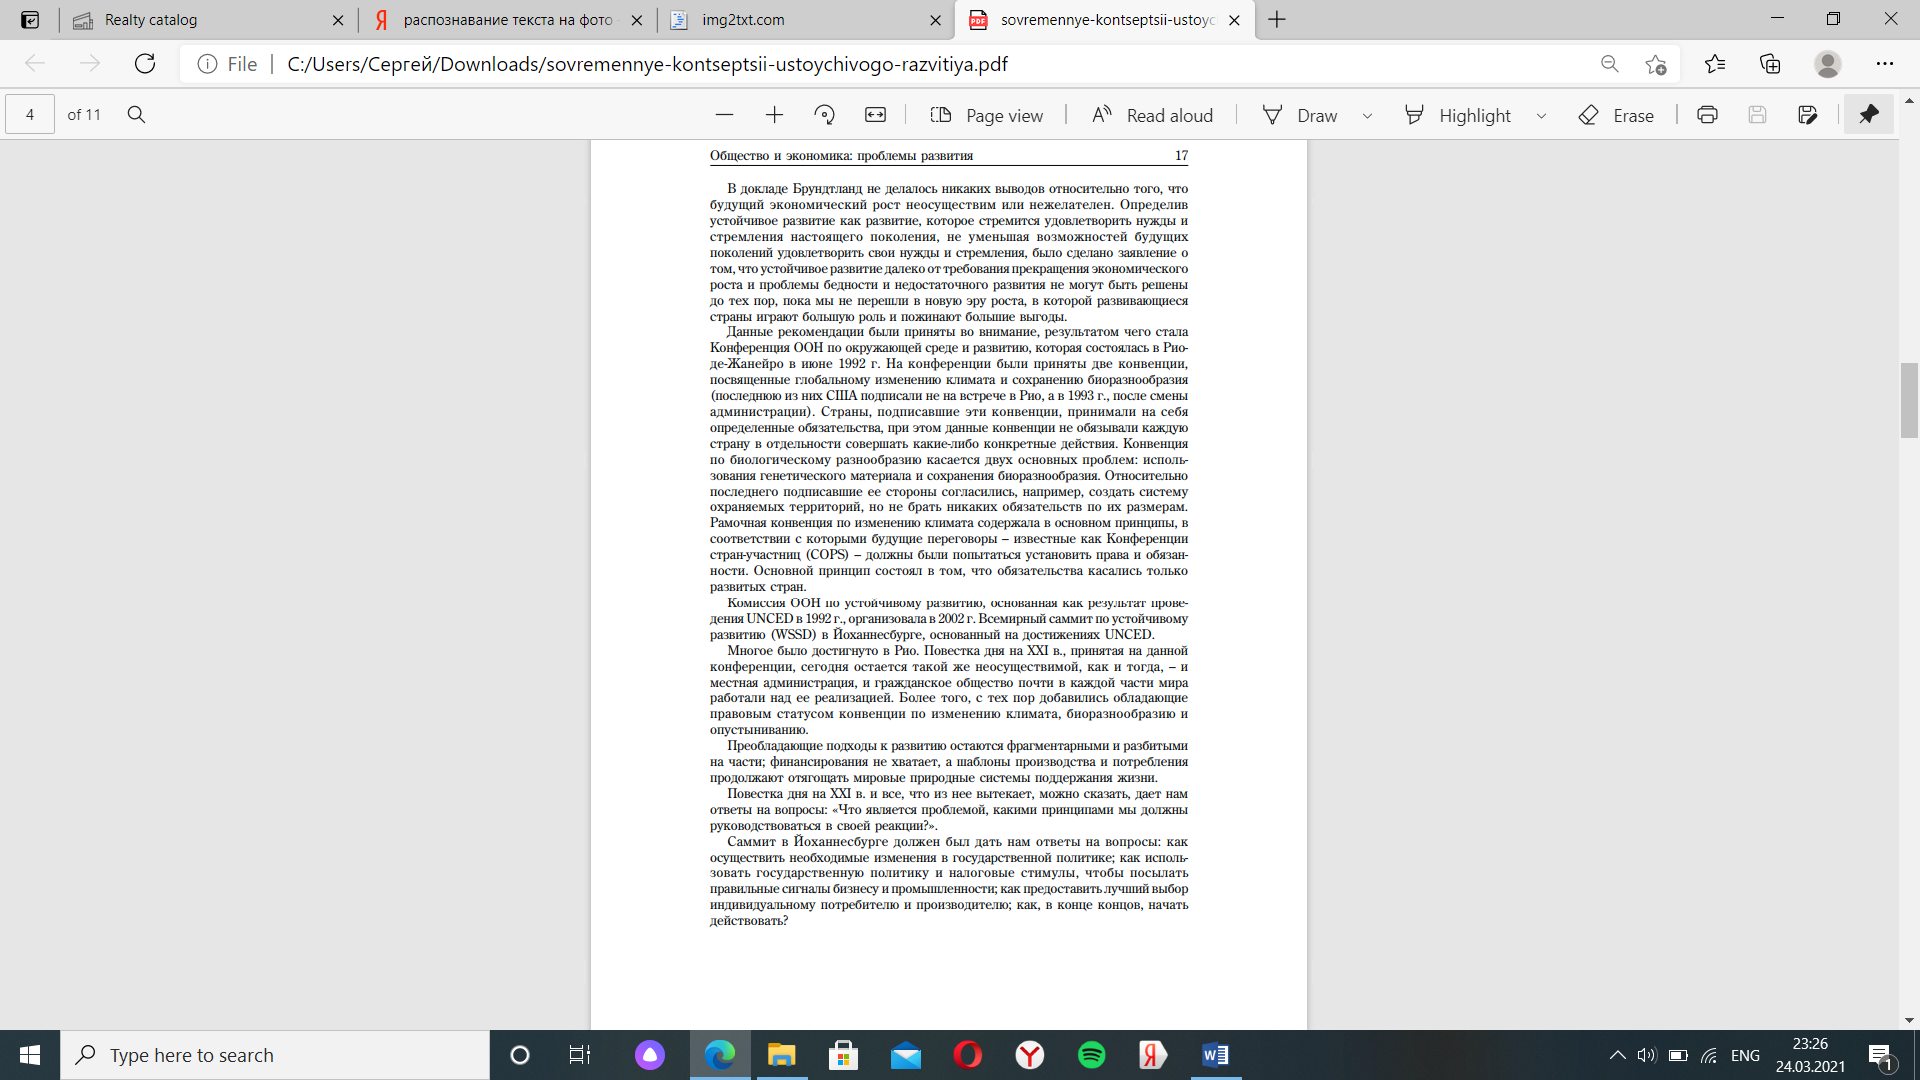 Realty catalog
распознавание текста на фото
img2txt.com
sovremennye-kontseptsii-ustoyc
File
C:/Users/Сергей/Downloads/sovremennye-kontseptsii-ustoychivogo-razvitiya.pdf
4 of 11
Page view
Read aloud
Draw
Highlight
Erase
Общество и экономика: проблемы развития 17
В докладе Брундтланд не делалось никаких выводов относительно того, что
будущий экономический рост неосуществим или нежелателен. Определив
устойчивое развитие как развитие, которое стремится удовлетворить нужды и
стремления настоящего поколения, не уменьшая возможностей будущих
поколений удовлетворить свои нужды и стремления, было сделано заявление о
том, что устойчивое развитие далеко от требования прекращения экономического
роста и проблемы бедности и недостаточного развития не могут быть решены
до тех пор, пока мы не перешли в новую эру роста, в которой развивающиеся
страны играют большую роль и пожинают большие выгоды.
Данные рекомендации были приняты во внимание, результатом чего стала
Конференция ООН по окружающей среде и развитию, которая состоялась в Рио-
де-Жанейро в июне 1992 г. На конференции были приняты две конвенции,
посвященные глобальному изменению климата и сохранению биоразнообразия
(последнюю из них США подписали не на встрече в Рио, а в 1993 г., после смены
администрации). Страны, подписавшие эти конвенции, принимали на себя
определенные обязательства, при этом данные конвенции не обязывали каждую
страну в отдельности совершать какие-либо конкретные действия. Конвенция
по биологическому разнообразию касается двух основных проблем: исполь-
зования генетического материала и сохранения биоразнообразия. Относительно
последнего подписавшие ее стороны согласились, например, создать систему
охраняемых территорий, но не брать никаких обязательств по их размерам.
Рамочная конвенция по изменению климата содержала в основном принципы, в
соответствии с которыми будущие переговоры – известные как Конференции
стран-участниц (COPS) – должны были попытаться установить права и обязан-
ности. Основной принцип состоял в том, что обязательства касались только
развитых стран.
Комиссия ООН по устойчивому развитию, основанная как результат прове-
дения UNCED в 1992 г., организовала в 2002 г. Всемирный саммит по устойчивому
развитию (WSSD) в Йоханнесбурге, основанный на достижениях UNCED.
Многое было достигнуто в Рио. Повестка дня на XXI в., принятая на данной
конференции, сегодня остается такой же неосуществимой, как и тогда, – и
местная администрация, и гражданское общество почти в каждой части мира
работали над ее реализацией. Более того, с тех пор добавились обладающие
правовым статусом конвенции по изменению климата, биоразнообразию и
опустыниванию.
Преобладающие подходы к развитию остаются фрагментарными и разбитыми
на части; финансирования не хватает, а шаблоны производства и потребления
продолжают отягощать мировые природные системы поддержания жизни.
Повестка дня на XXI в. и все, что из нее вытекает, можно сказать, дает нам
ответы на вопросы: «Что является проблемой, какими принципами мы должны
руководствоваться в своей реакции?».
Саммит в Йоханнесбурге должен был дать нам ответы на вопросы: как
осуществить необходимые изменения в государственной политике; как исполь-
зовать государственную политику и налоговые стимулы, чтобы посылать
правильные сигналы бизнесу и промышленности; как предоставить лучший выбор
индивидуальному потребителю и производителю; как, в конце концов, начать
действовать?
Type here to search
ENG
23:26
24.03.2021
1